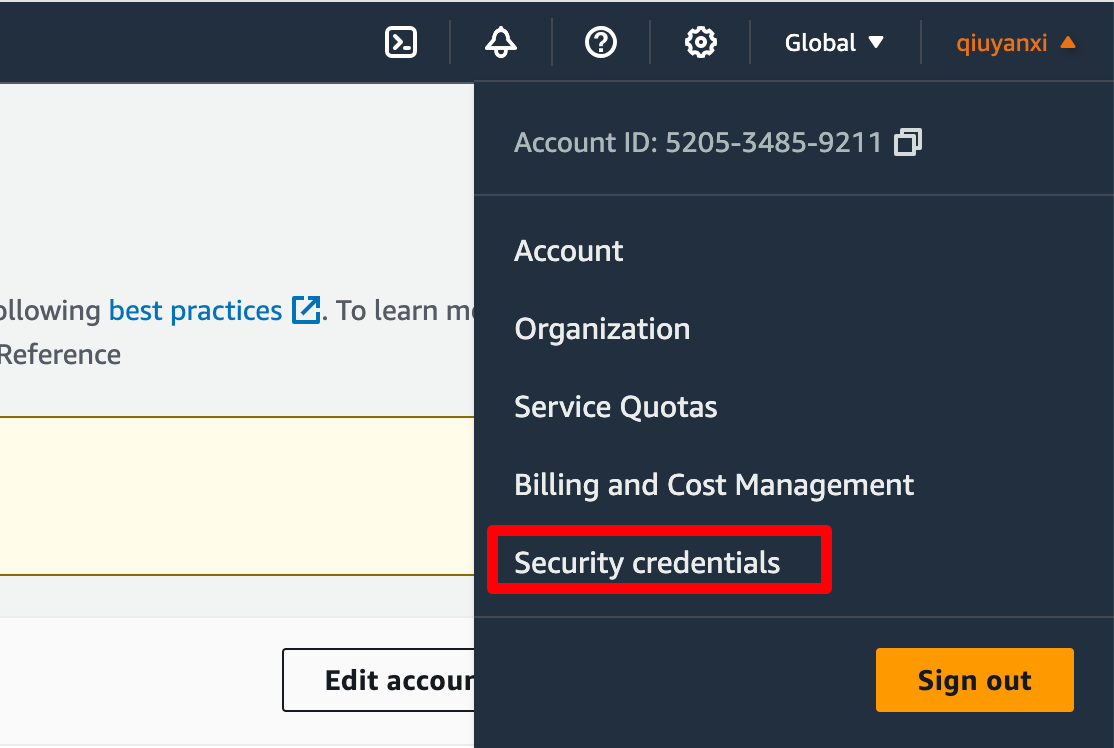 Global qiuyanxi
Account ID: 5205-3485-9211
Account
Organization
Service Quotas
Billing and Cost Management
Security credentials
Sign out
ollowing best practices. To learn m
Reference
Edit accoun